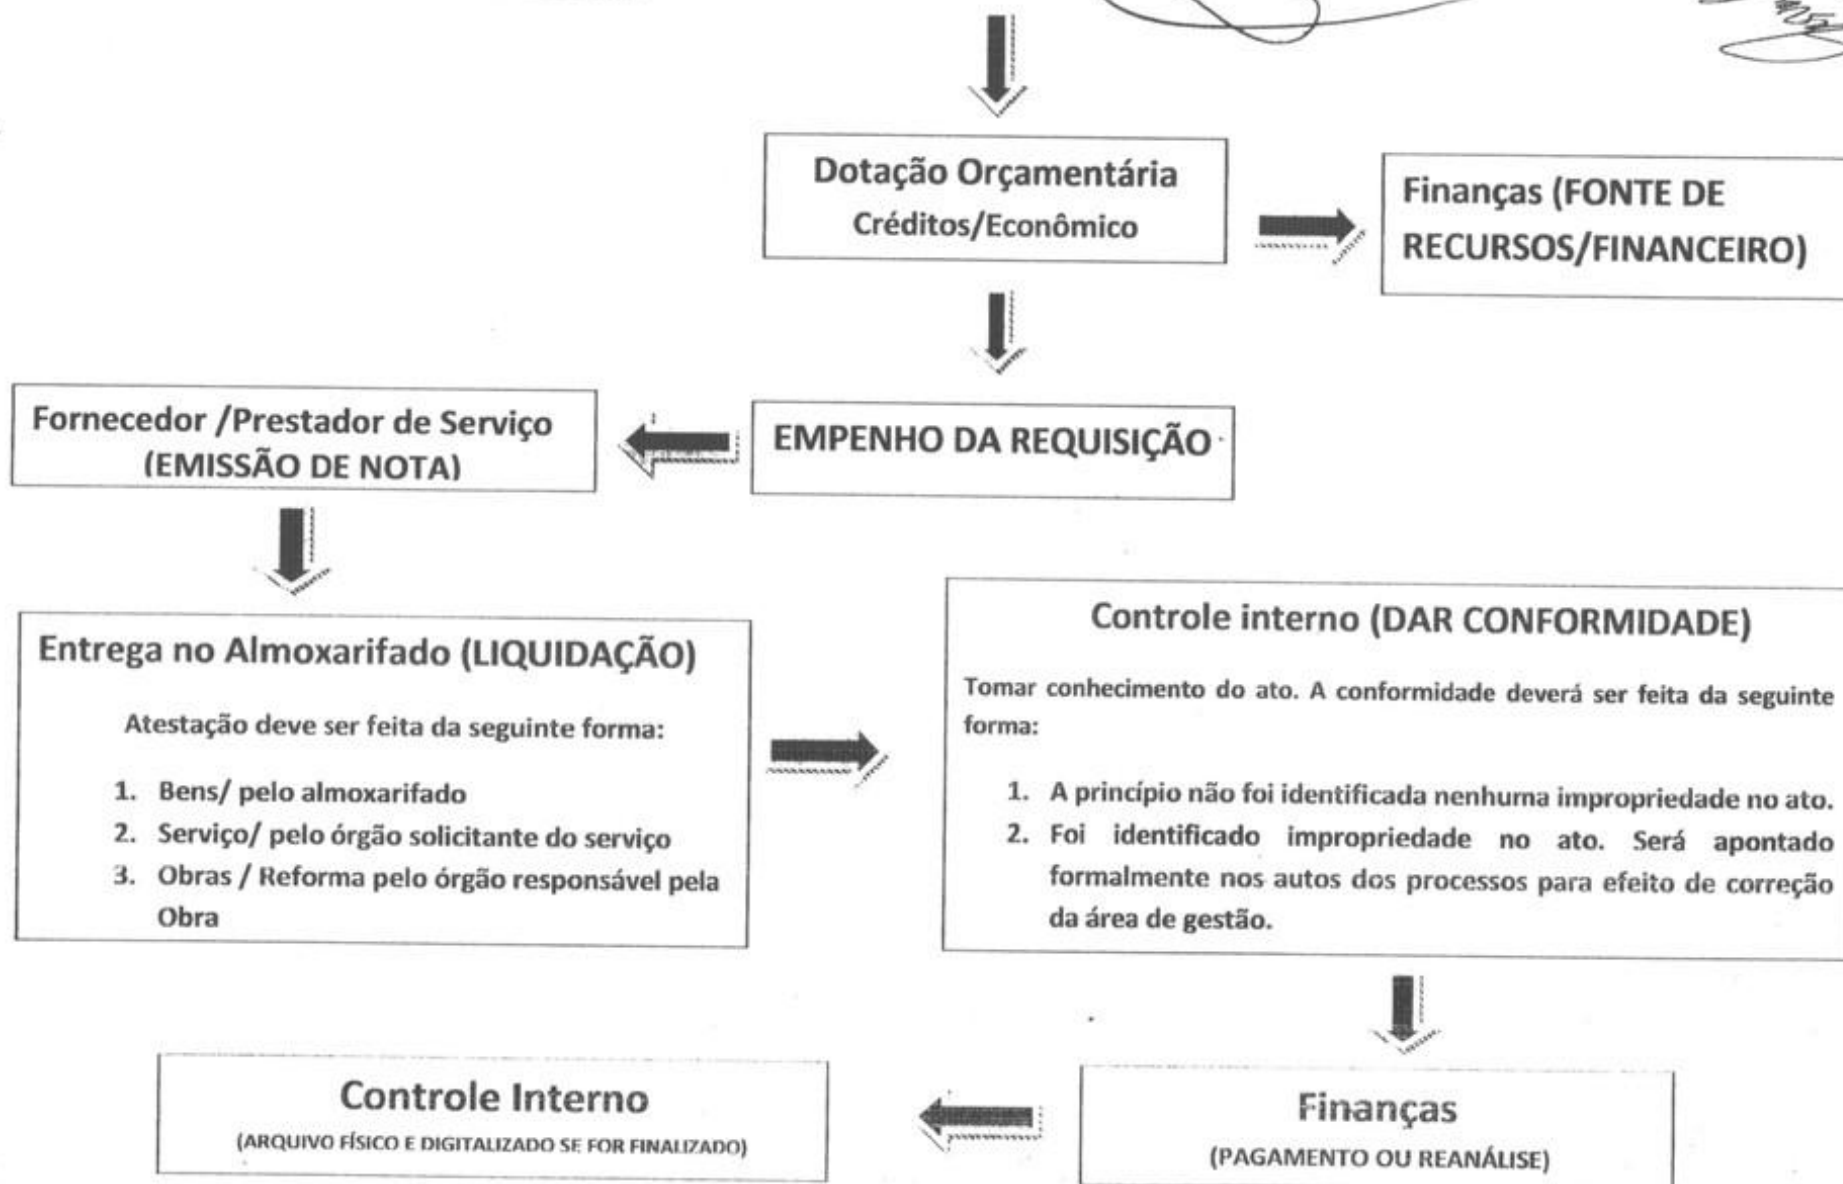 Dotação Orçamentária
Créditos/Econômico
Finanças (FONTE DE
RECURSOS/FINANCEIRO)
Fornecedor /Prestador de Serviço
(EMISSÃO DE NOTA)
EMPENHO DA REQUISIÇÃO
Entrega no Almoxarifado (LIQUIDAÇÃO)
Atestação deve ser feita da seguinte forma:
1. Bens/ pelo almoxarifado
2. Serviço/ pelo órgão solicitante do serviço
3. Obras / Reforma pelo órgão responsável pela
Obra
Controle interno (DAR CONFORMIDADE)
Tomar conhecimento do ato. A conformidade deverá ser feita da seguinte
forma:
1. A princípio não foi identificada nenhuma impropriedade no ato.
2. Foi identificado impropriedade no ato. Será apontado
formalmente nos autos dos processos para efeito de correção
da área de gestão.
Controle Interno
(ARQUIVO FÍSICO E DIGITALIZADO SE FOR FINALIZADO)
Finanças
(PAGAMENTO OU REANÁLISE)